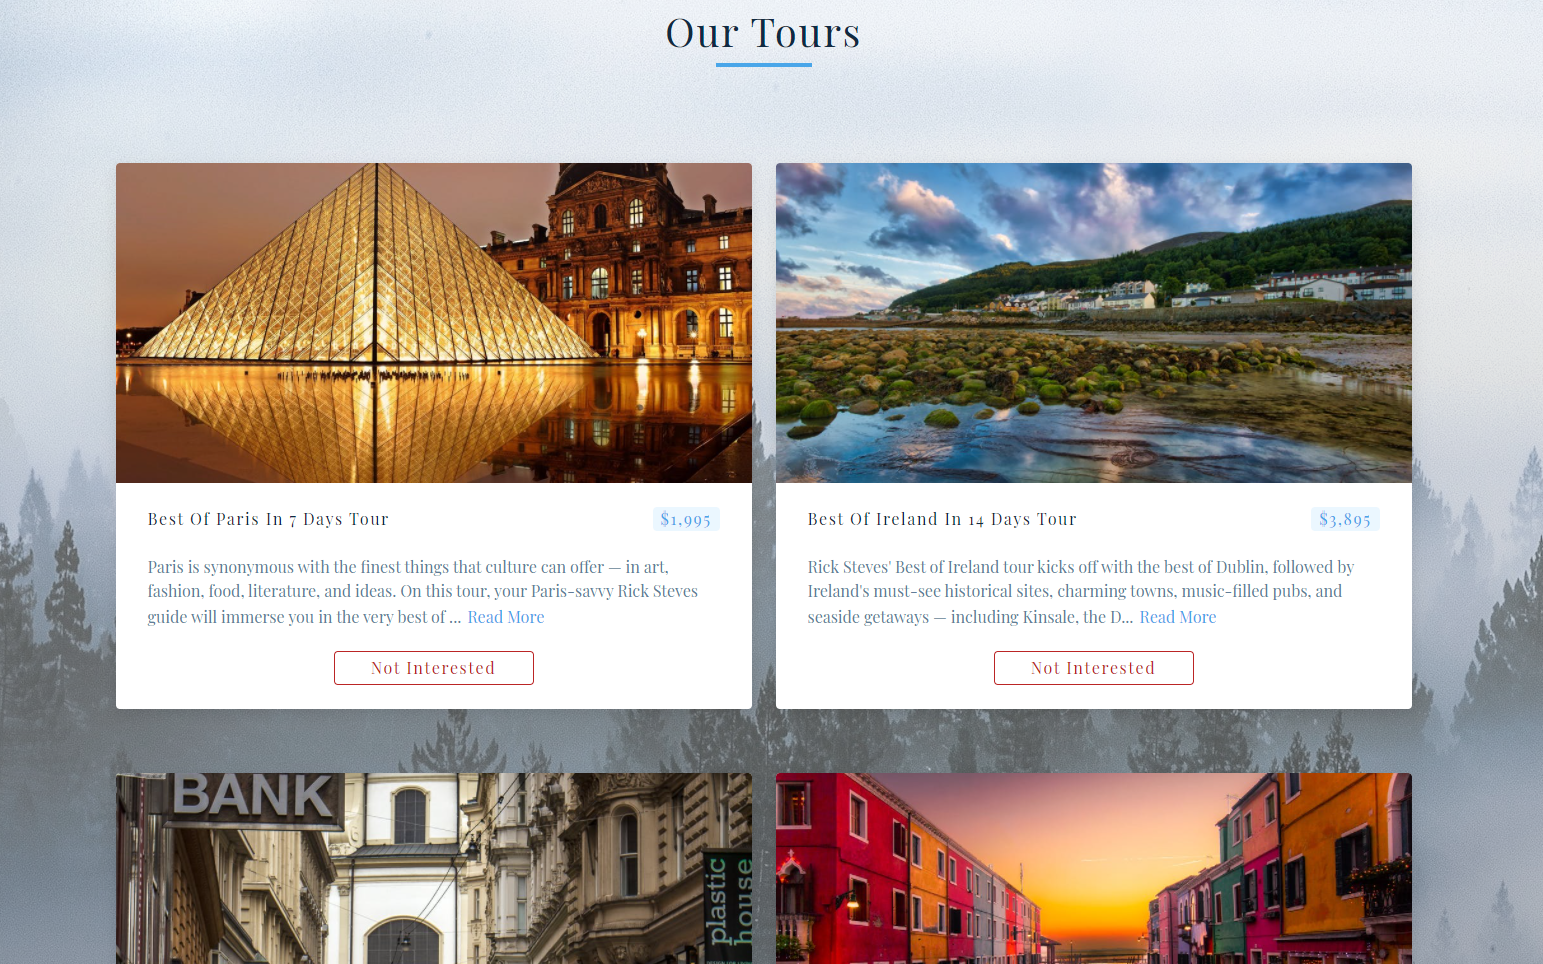 Our Tours
Best Of Paris In 7 Days Tour
$1,995
Paris is synonymous with the finest things that culture can offer — in art,
fashion, food, literature, and ideas. On this tour, your Paris-savvy Rick Steves
guide will immerse you in the very best of ... Read More
Not Interested
Best Of Ireland In 14 Days Tour
$3,895
Rick Steves' Best of Ireland tour kicks off with the best of Dublin, followed by
Ireland's must-see historical sites, charming towns, music-filled pubs, and
seaside getaways — including Kinsale, the D... Read More
Not Interested
BANK
plastic
house